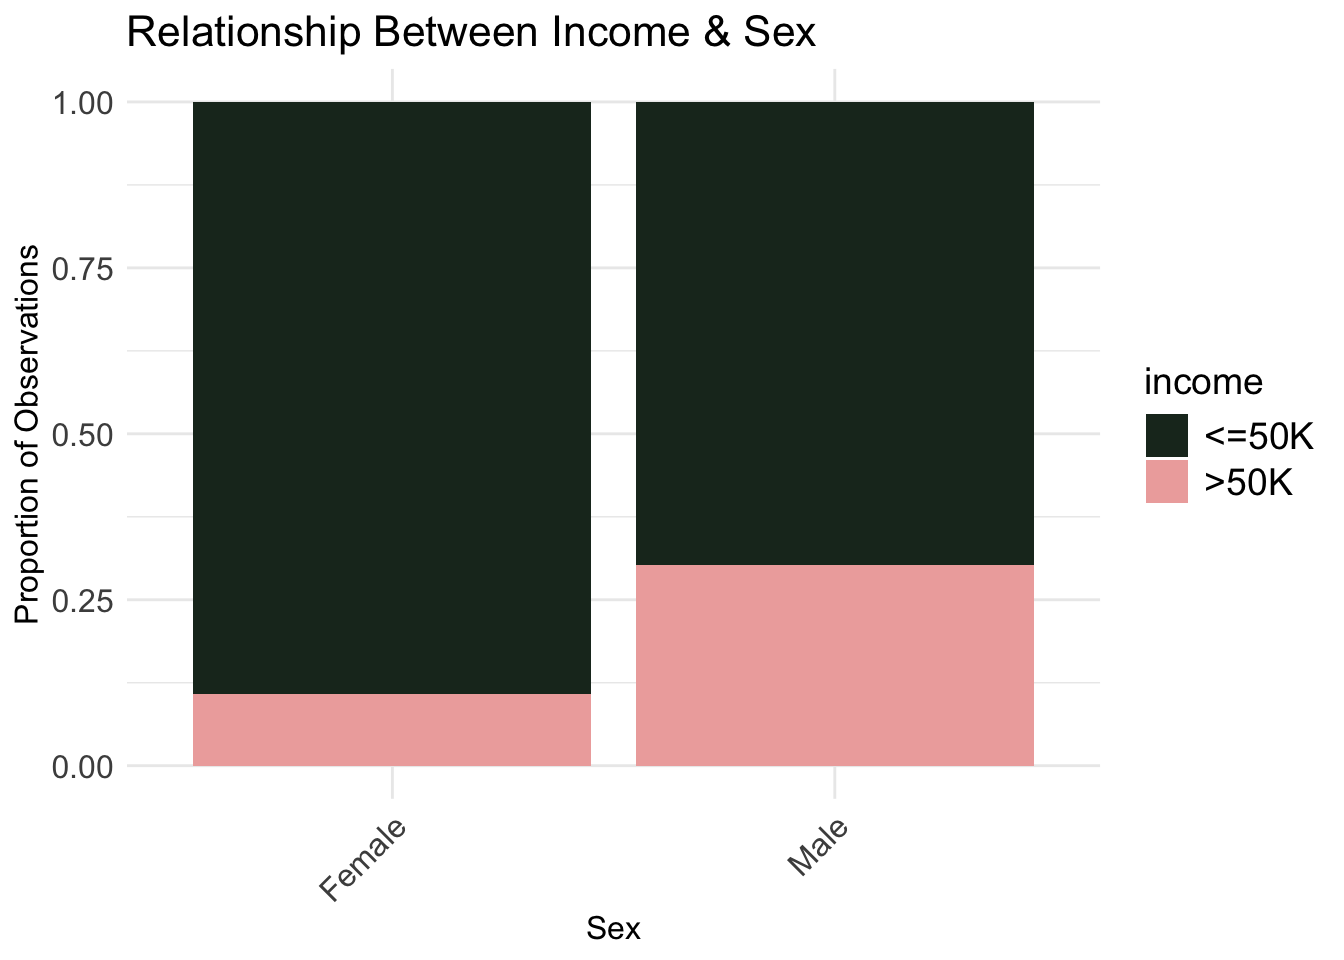 Relationship Between Income & Sex
1.00
0.75
0.50
0.25
0.00
Proportion of Observations
Female
Male
Sex
income
<=50K
>50K